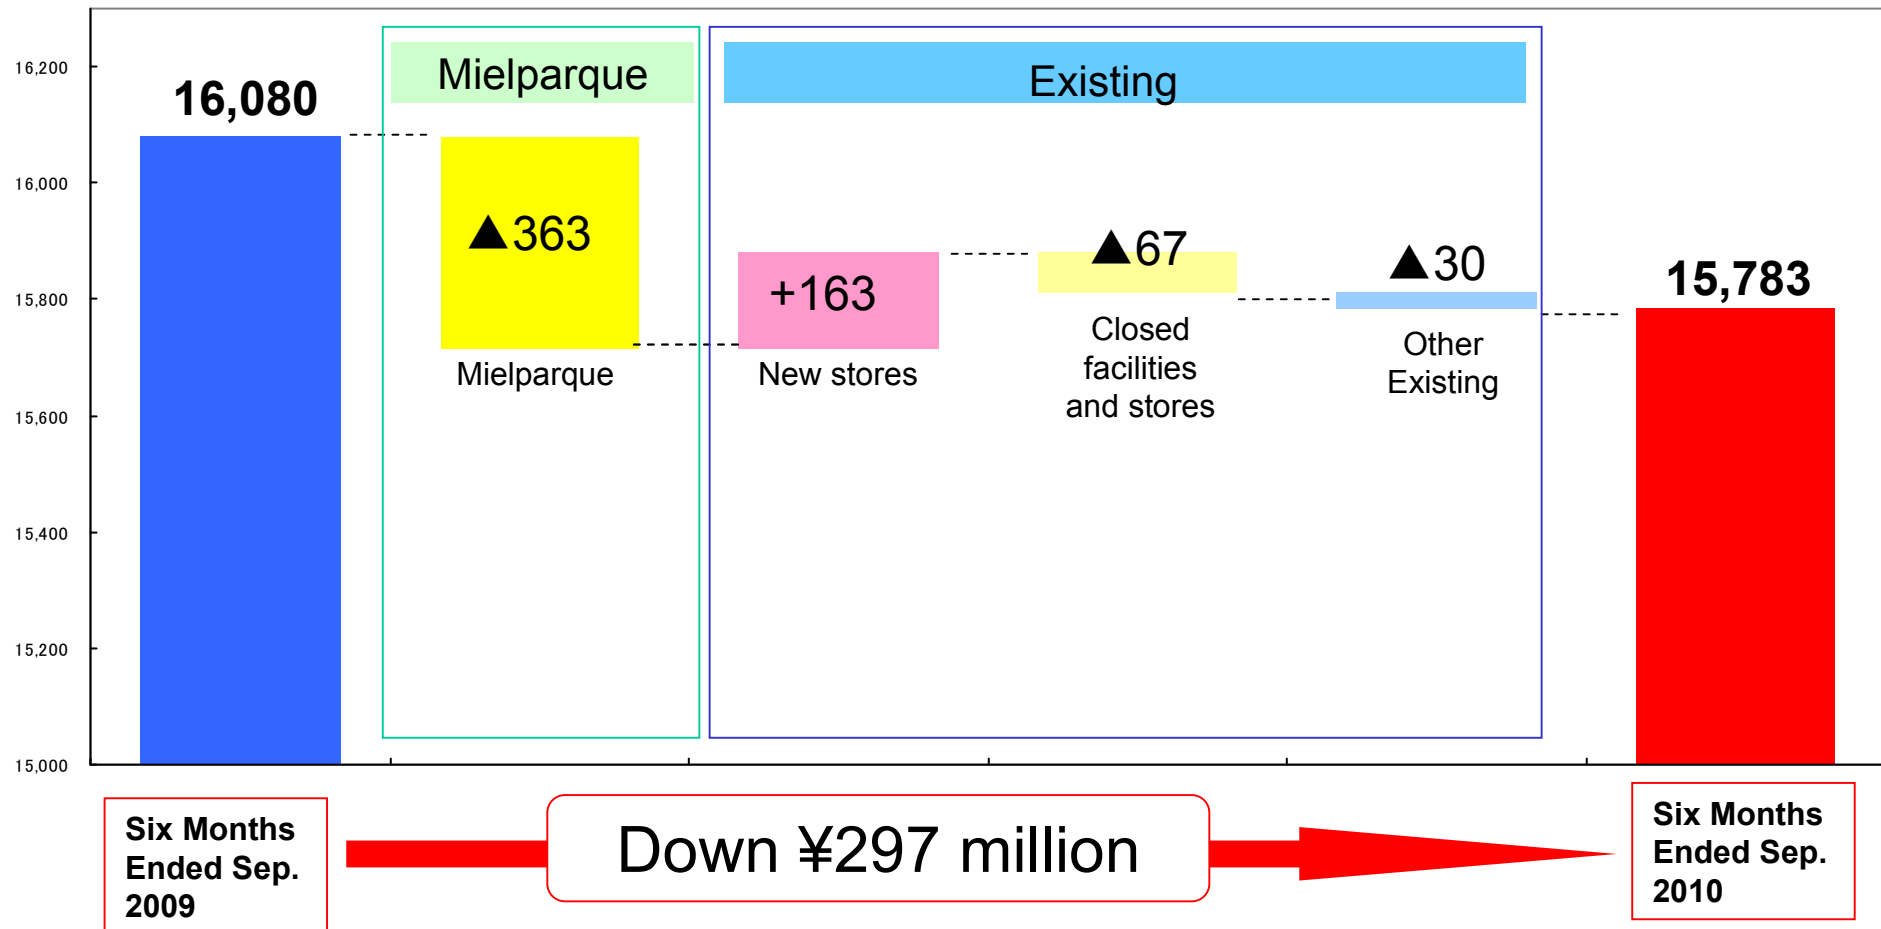 16,200
16,000
15,800
15,600
15,400
15,200
15,000
16,080
Mielparque
Existing
▲363
+163
▲67
▲30
15,783
Mielparque
New stores
Closed
facilities
and stores
Other
Existing
Six Months
Ended Sep.
2009
Down ¥297 million
Six Months
Ended Sep.
2010